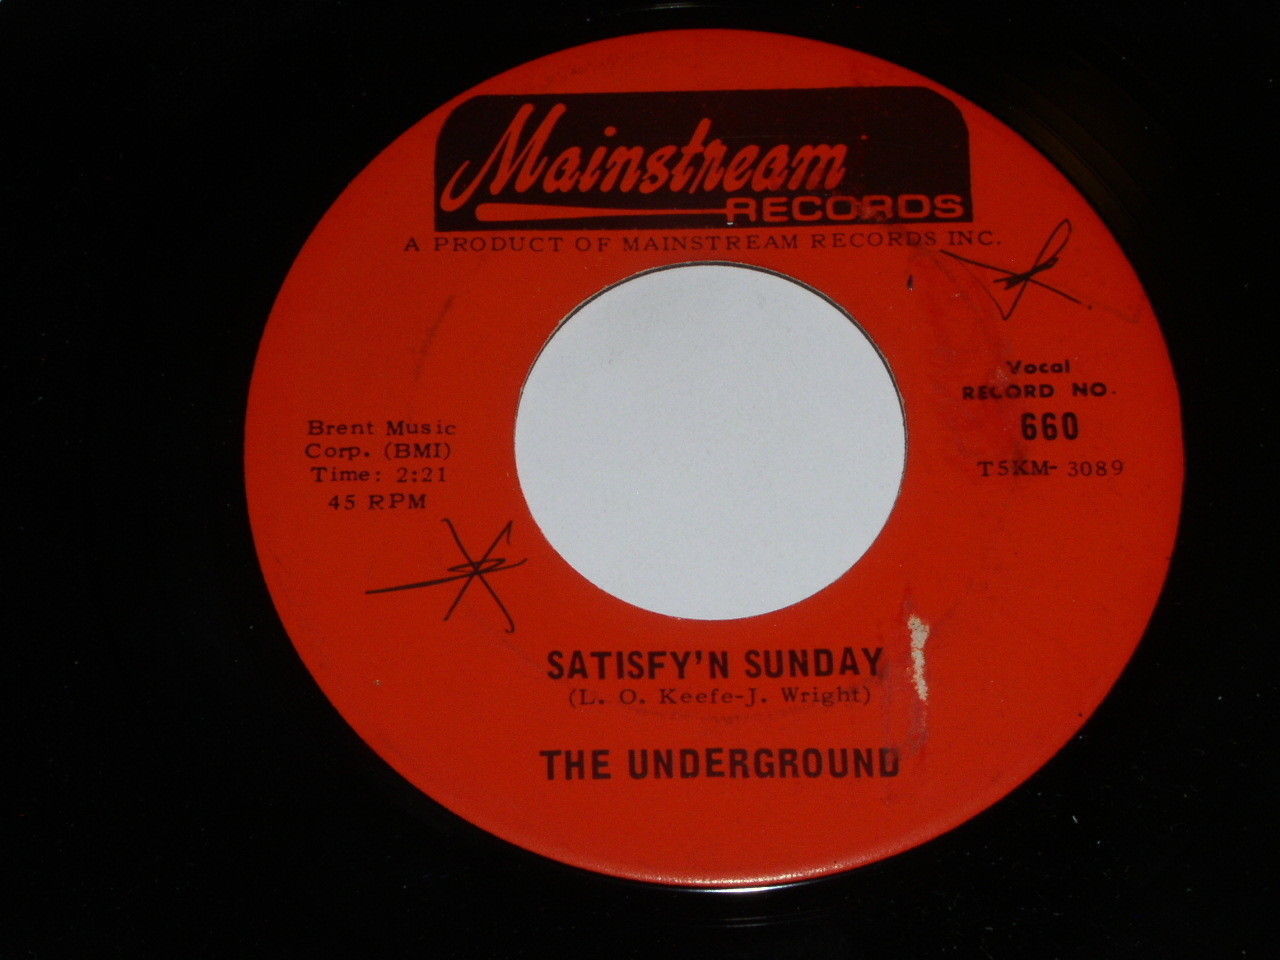 Mainstream
RECORDS
A PRODUCT OF MAINSTREAM RECORDS INC.
Vocal
RECORD NO.
660
T5KM- 3089
Brent Music
Corp. (BMI)
Time: 2:21
45 RPM
SATISFY'N SUNDAY
(L. O. Keefe-J. Wright)
THE UNDERGROUND